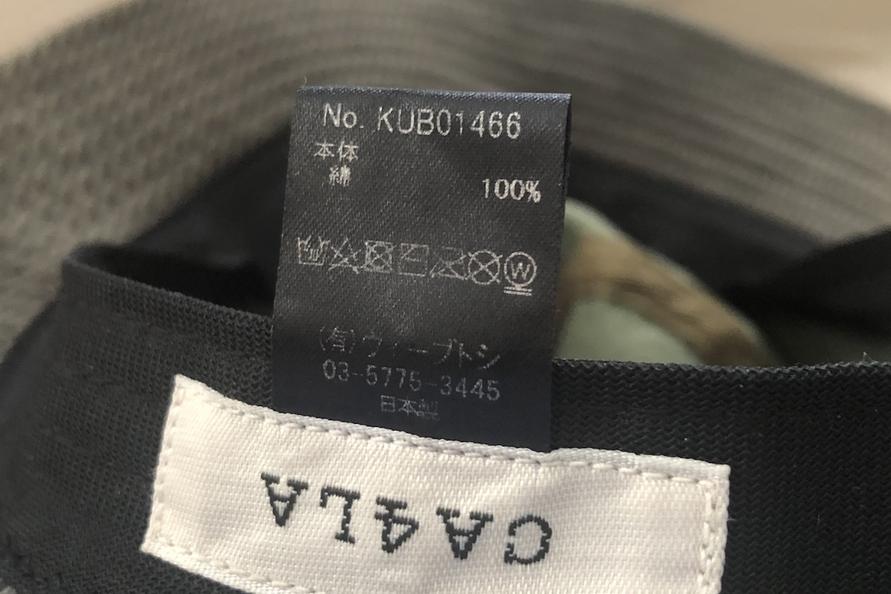 No. KUB01466
本体
綿 100%
W
(有)ウィーブトシ
03-5775-3445
日本製
CA4LA